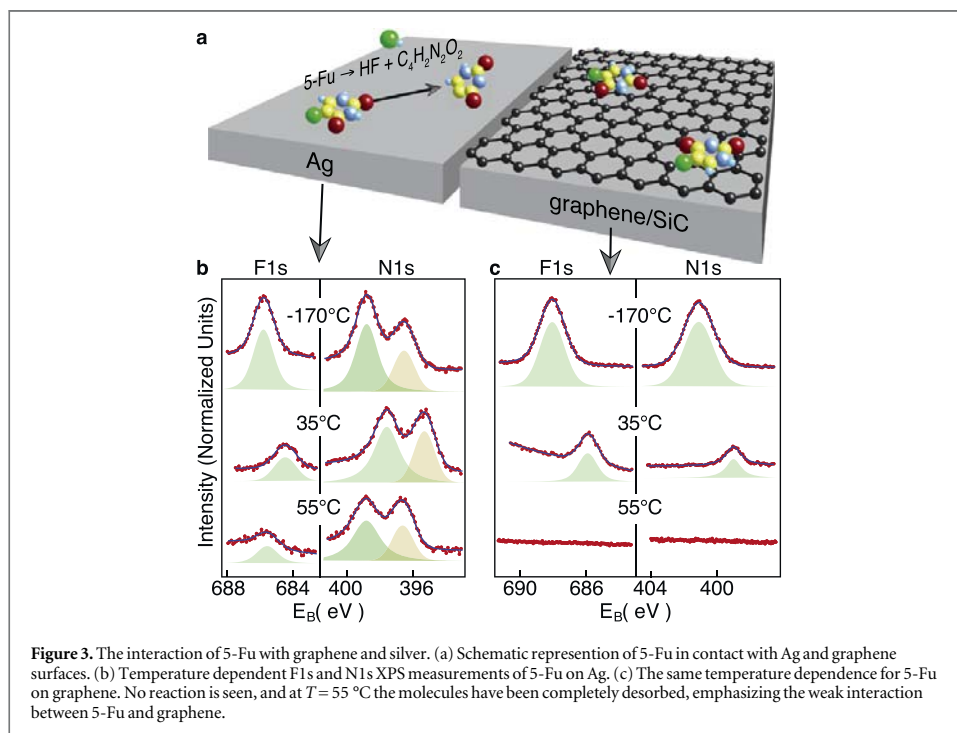 a
5-Fu → HF + C₄H₂N₂O₂
Ag
graphene/SiC
b
F1s
N1s
c
F1s
N1s
Intensity (Normalized Units)
-170°C
35°C
55°C
-170°C
35°C
55°C
688
684
400
396
690
686
404
400
E_B( eV )
E_B( eV )
Figure 3. The interaction of 5-Fu with graphene and silver. (a) Schematic represention of 5-Fu in contact with Ag and graphene
surfaces. (b) Temperature dependent F1s and N1s XPS measurements of 5-Fu on Ag. (c) The same temperature dependence for 5-Fu
on graphene. No reaction is seen, and at T = 55 °C the molecules have been completely desorbed, emphasizing the weak interaction
between 5-Fu and graphene.